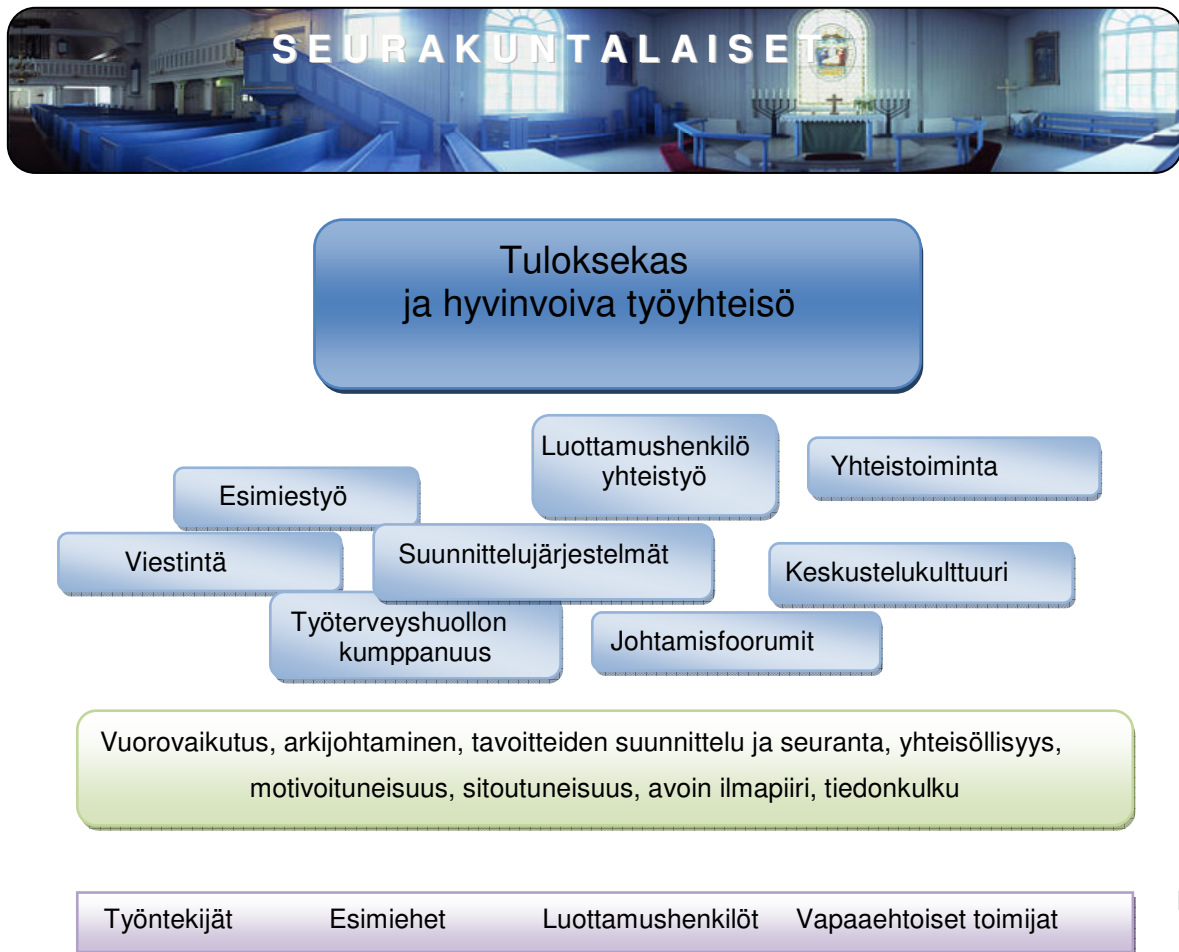 SEURAKUNTALAISET
Tuloksekas
ja hyvinvoiva työyhteisö
Luottamushenkilö
yhteistyö
Yhteistoiminta
Esimiestyö
Viestintä
Suunnittelujärjestelmät
Keskustelukulttuuri
Työterveyshuollon
kumppanuus
Johtamisfoorumit
Vuorovaikutus, arkijohtaminen, tavoitteiden suunnittelu ja seuranta, yhteisöllisyys,
motivoituneisuus, sitoutuneisuus, avoin ilmapiiri, tiedonkulku
Työntekijät Esimiehet Luottamushenkilöt Vapaaehtoiset toimijat